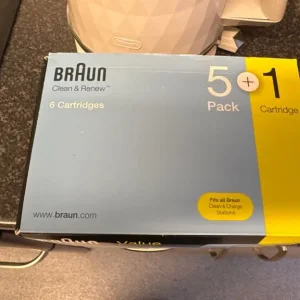 BRAUN
Clean & Renew™
6 Cartridges
5 + 1
Pack
Cartridge
Fits all Braun
Clean & Charge
Stations
www.braun.com
BRAUN Value